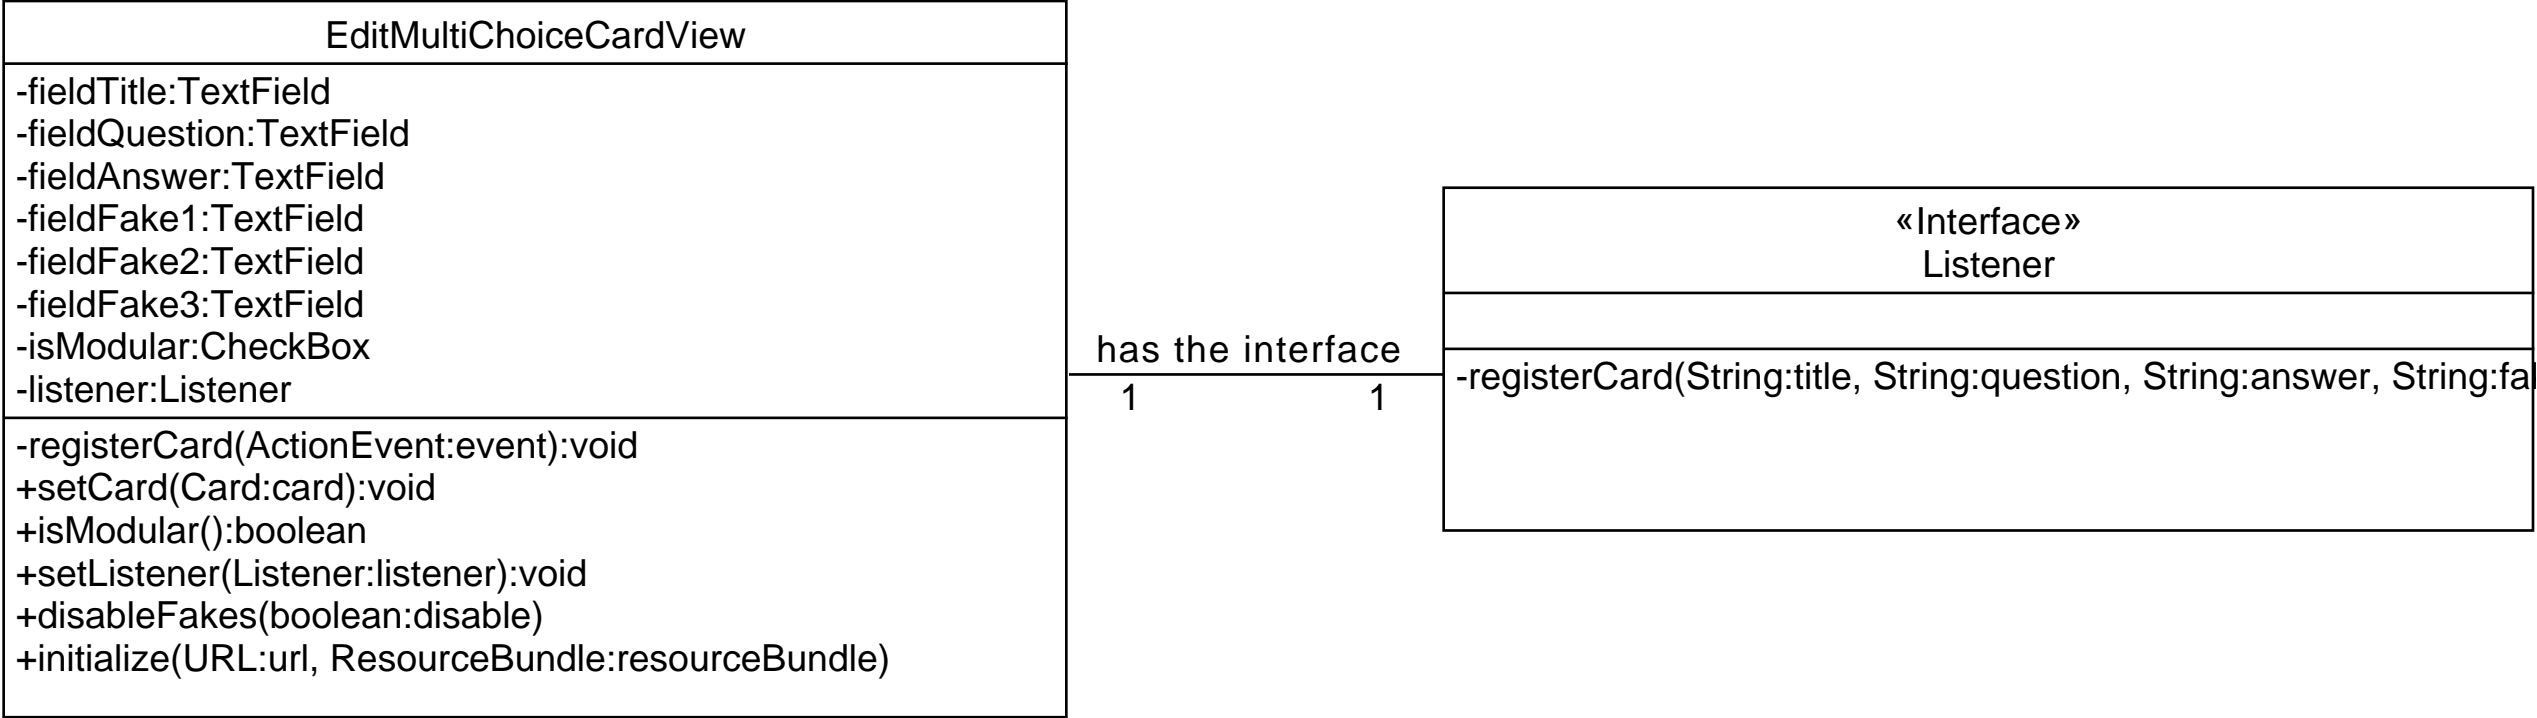 EditMultiChoiceCardView
-fieldTitle:TextField
-fieldQuestion:TextField
-fieldAnswer:TextField
-fieldFake1:TextField
-fieldFake2:TextField
-fieldFake3:TextField
-isModular:CheckBox
-listener:Listener
-registerCard(ActionEvent:event):void
+setCard(Card:card):void
+isModular():boolean
+setListener(Listener:listener):void
+disableFakes(boolean:disable)
+initialize(URL:url, ResourceBundle:resourceBundle)
has the interface
1 1
«Interface»
Listener
-registerCard(String:title, String:question, String:answer,